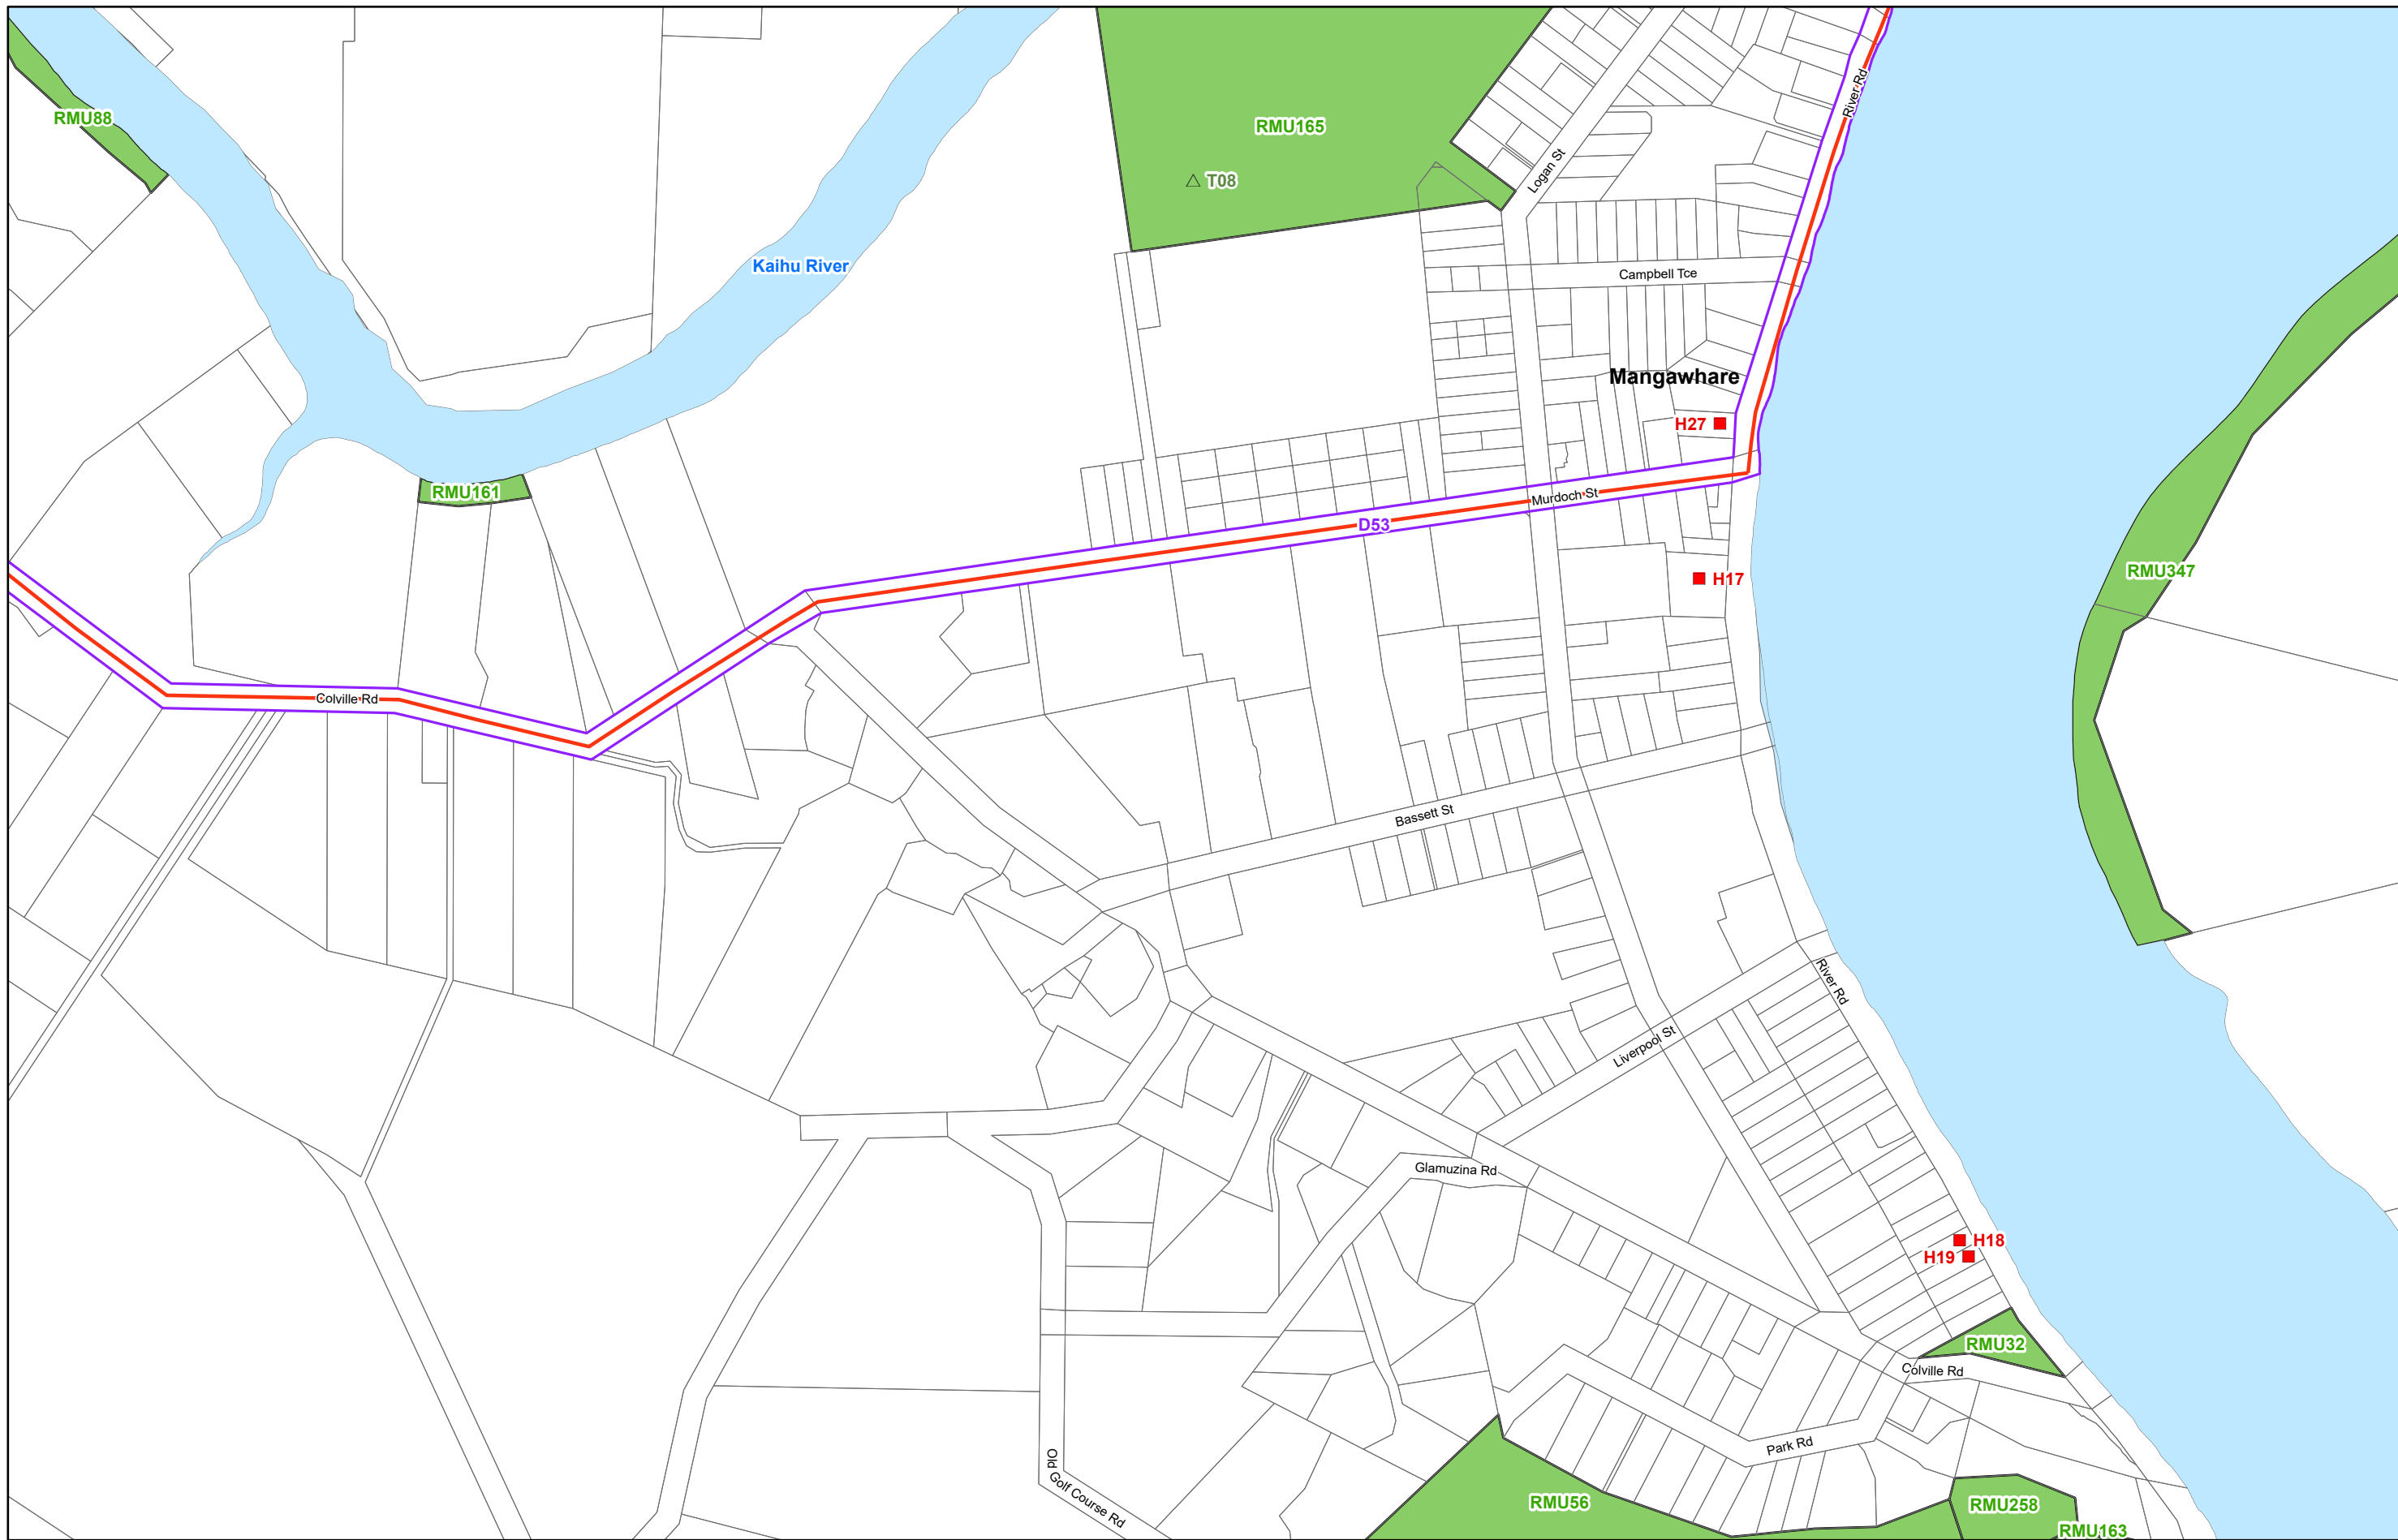 River Rd
RMU88
RMU165
Logan St
T08
Kaihu River
Campbell Tce
Mangawhare
H27
RMU161
Murdoch St
D53
RMU347
H17
Colville Rd
Bassett St
River Rd
Liverpool St
Glamuzina Rd
H18
H19
RMU32
Colville Rd
Park Rd
Old
Golf Course Rd
RMU56
RMU258
RMU163